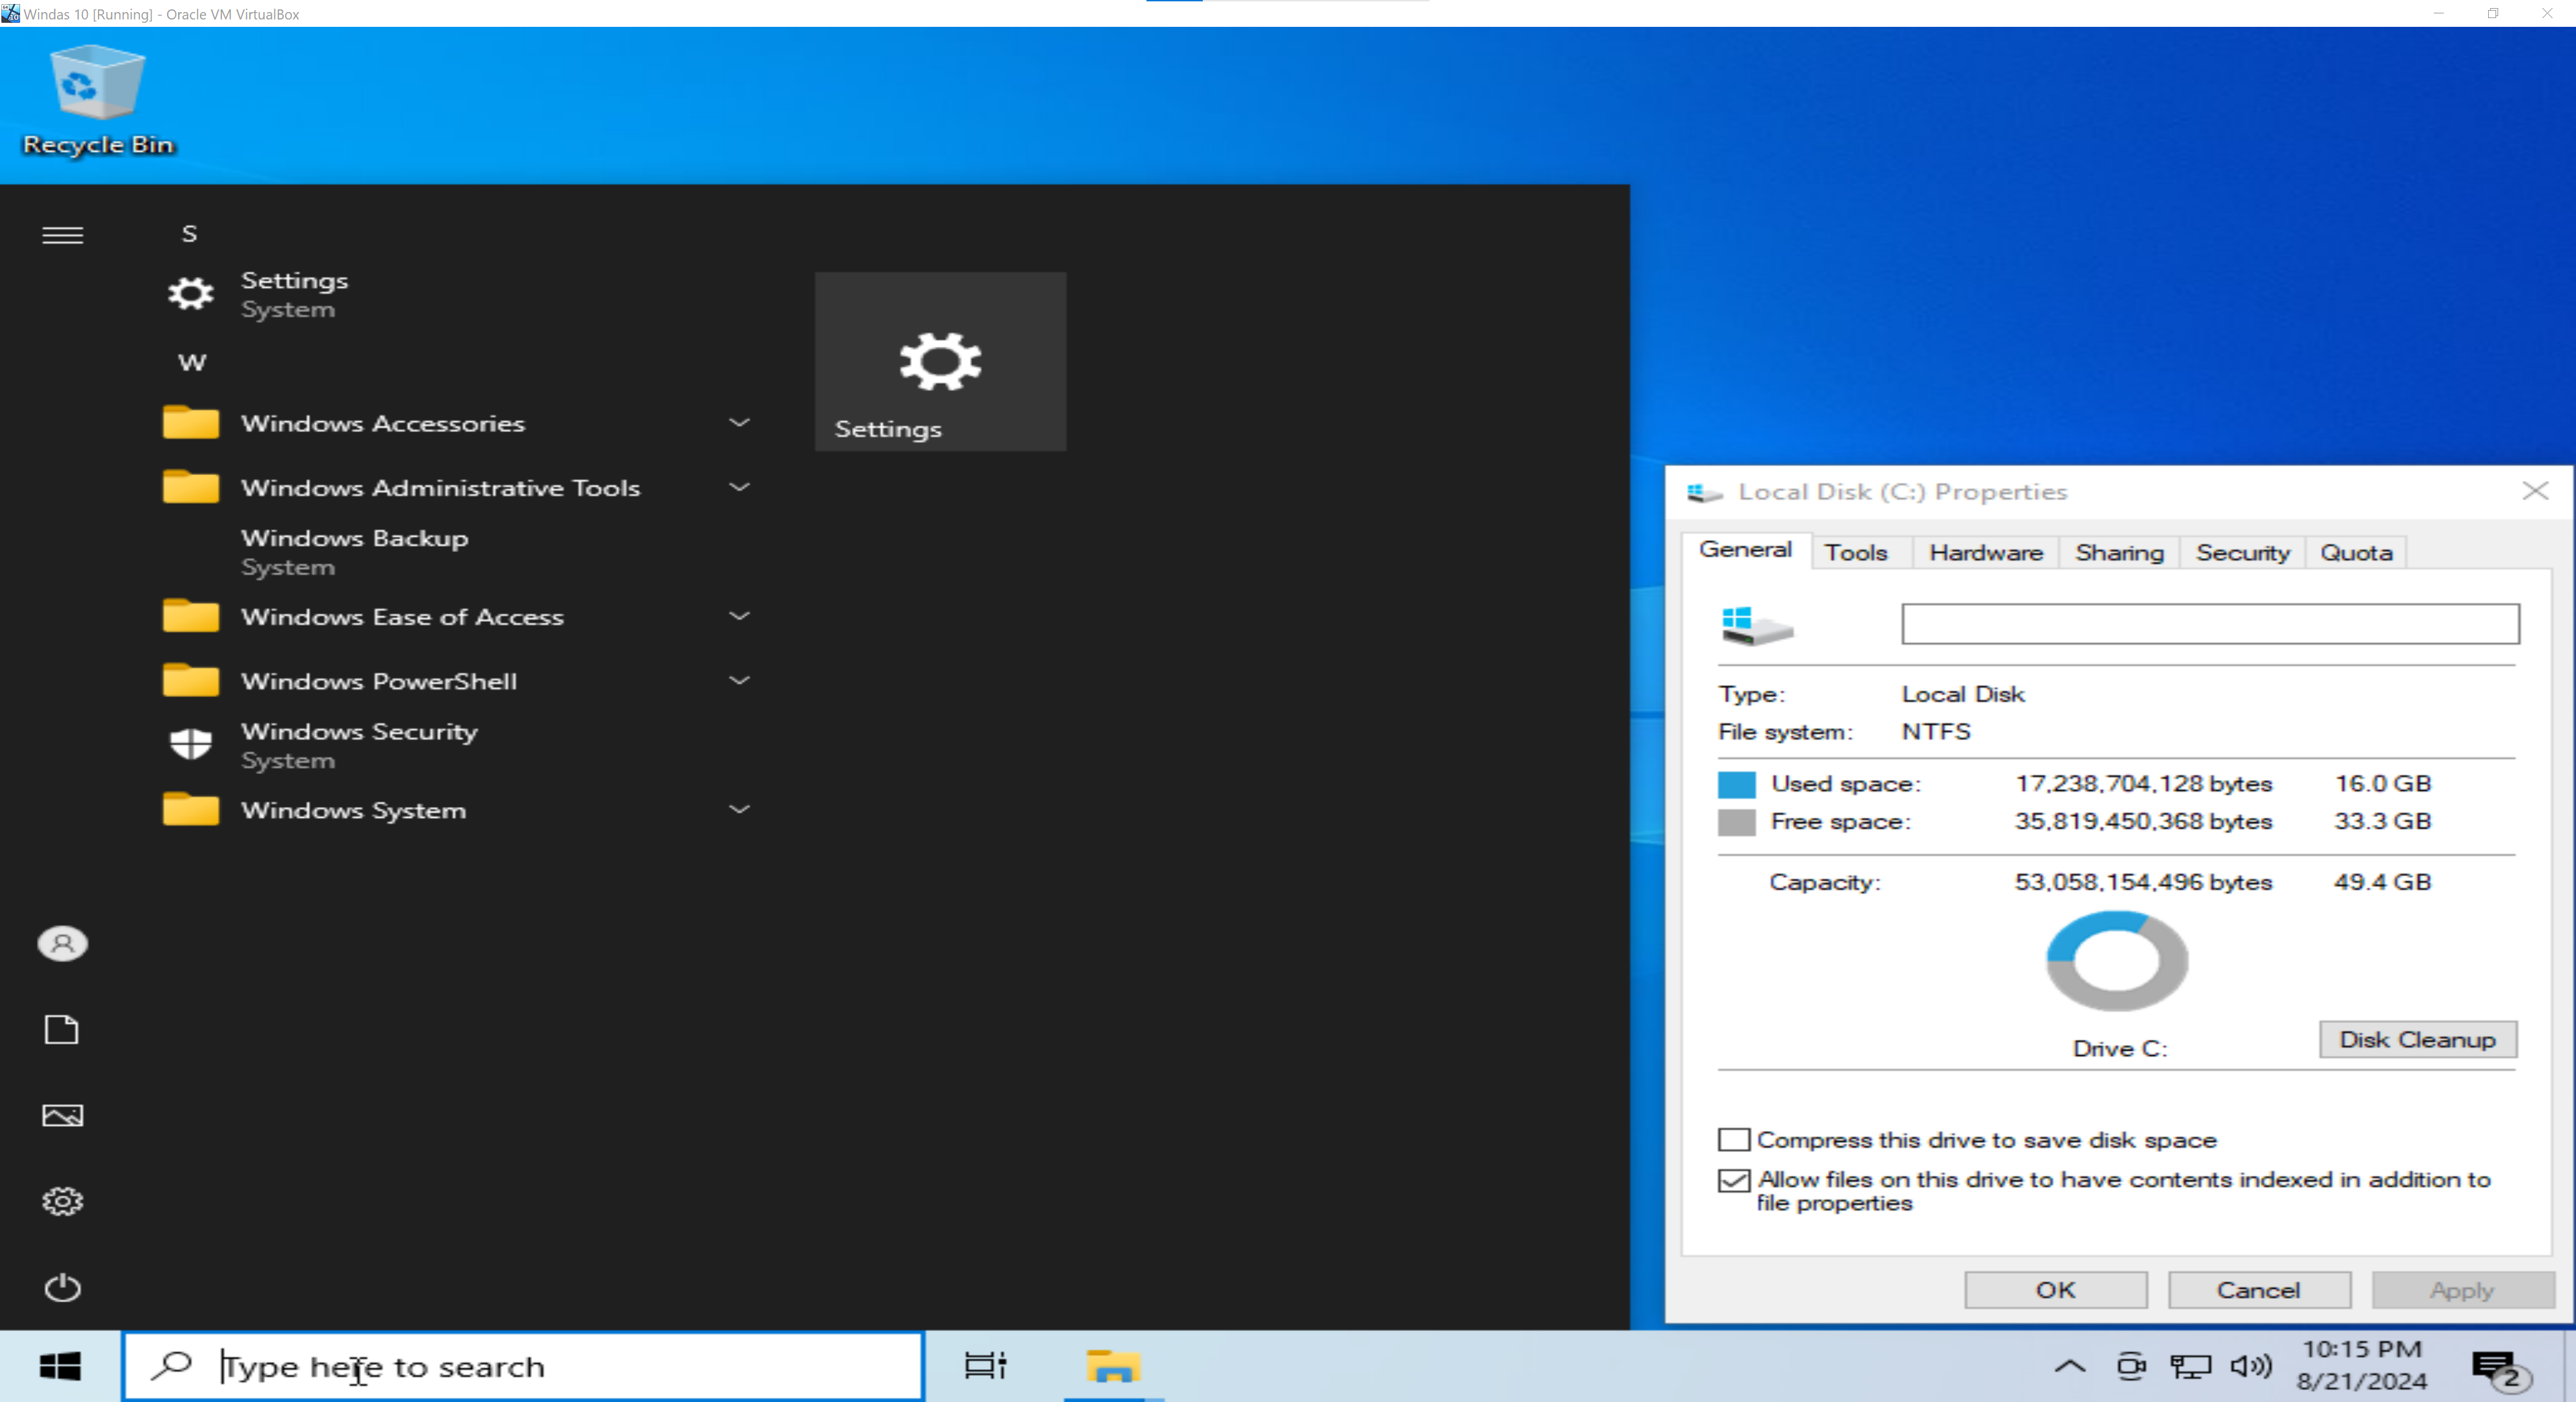 Windas 10 [Running] - Oracle VM VirtualBox
Recycle Bin
S
Settings
System
W
Windows Accessories
Windows Administrative Tools
Windows Backup
System
Windows Ease of Access
Windows PowerShell
Windows Security
System
Windows System
Settings
Local Disk (C:) Properties
General Tools Hardware Sharing Security Quota
Type: Local Disk
File system: NTFS
Used space: 17,238,704,128 bytes 16.0 GB
Free space: 35,819,450,368 bytes 33.3 GB
Capacity: 53,058,154,496 bytes 49.4 GB
Drive C:
Disk Cleanup
Compress this drive to save disk space
Allow files on this drive to have contents indexed in addition to
file properties
OK Cancel Apply
Type here to search
10:15 PM
8/21/2024
2